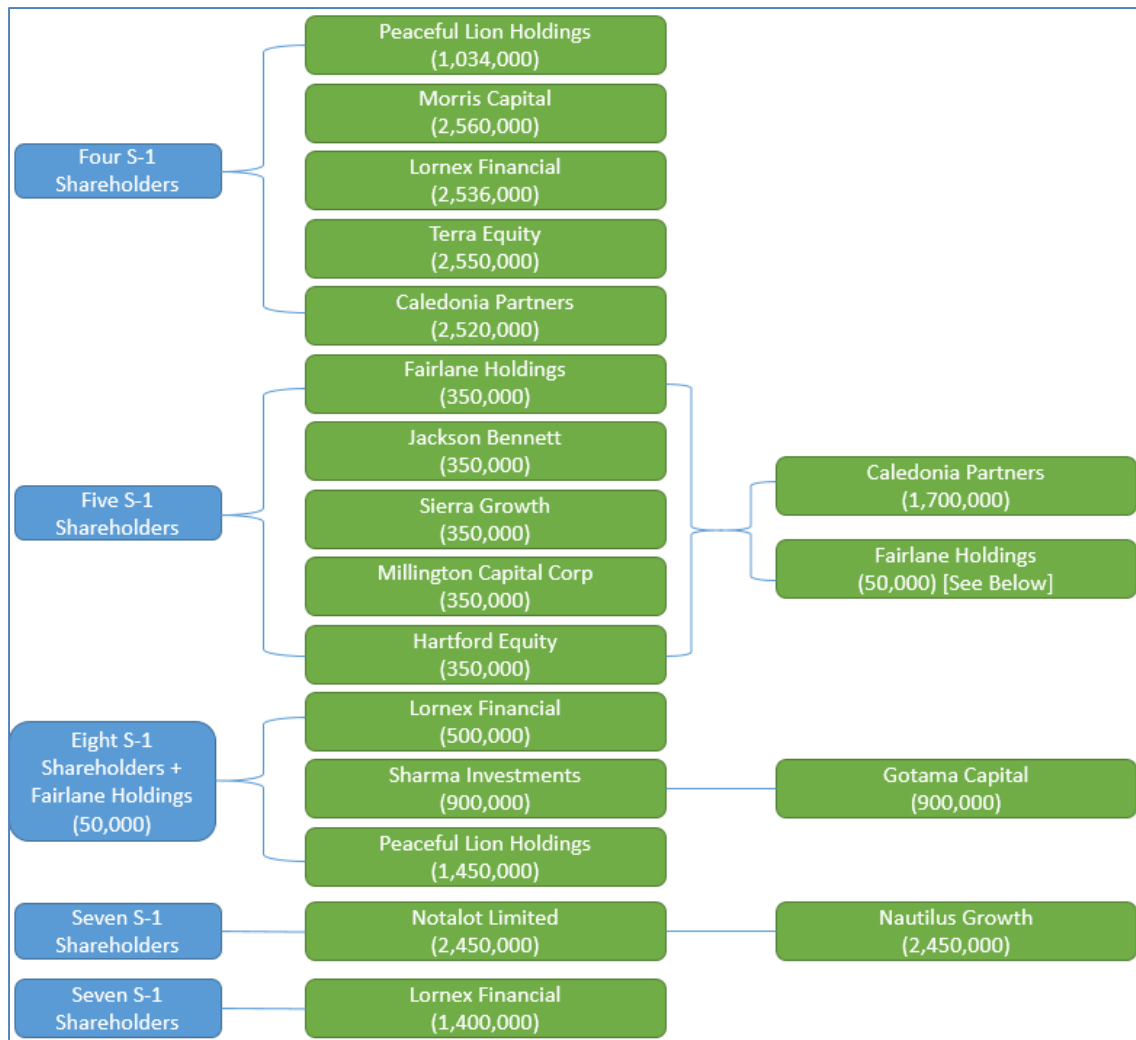 Four S-1
Shareholders
Peaceful Lion Holdings
(1,034,000)
Morris Capital
(2,560,000)
Lornex Financial
(2,536,000)
Terra Equity
(2,550,000)
Caledonia Partners
(2,520,000)
Five S-1
Shareholders
Fairlane Holdings
(350,000)
Jackson Bennett
(350,000)
Sierra Growth
(350,000)
Millington Capital Corp
(350,000)
Hartford Equity
(350,000)
Caledonia Partners
(1,700,000)
Fairlane Holdings
(50,000) [See Below]
Eight S-1
Shareholders +
Fairlane Holdings
(50,000)
Lornex Financial
(500,000)
Sharma Investments
(900,000)
Peaceful Lion Holdings
(1,450,000)
Gotama Capital
(900,000)
Seven S-1
Shareholders
Notalot Limited
(2,450,000)
Nautilus Growth
(2,450,000)
Seven S-1
Shareholders
Lornex Financial
(1,400,000)